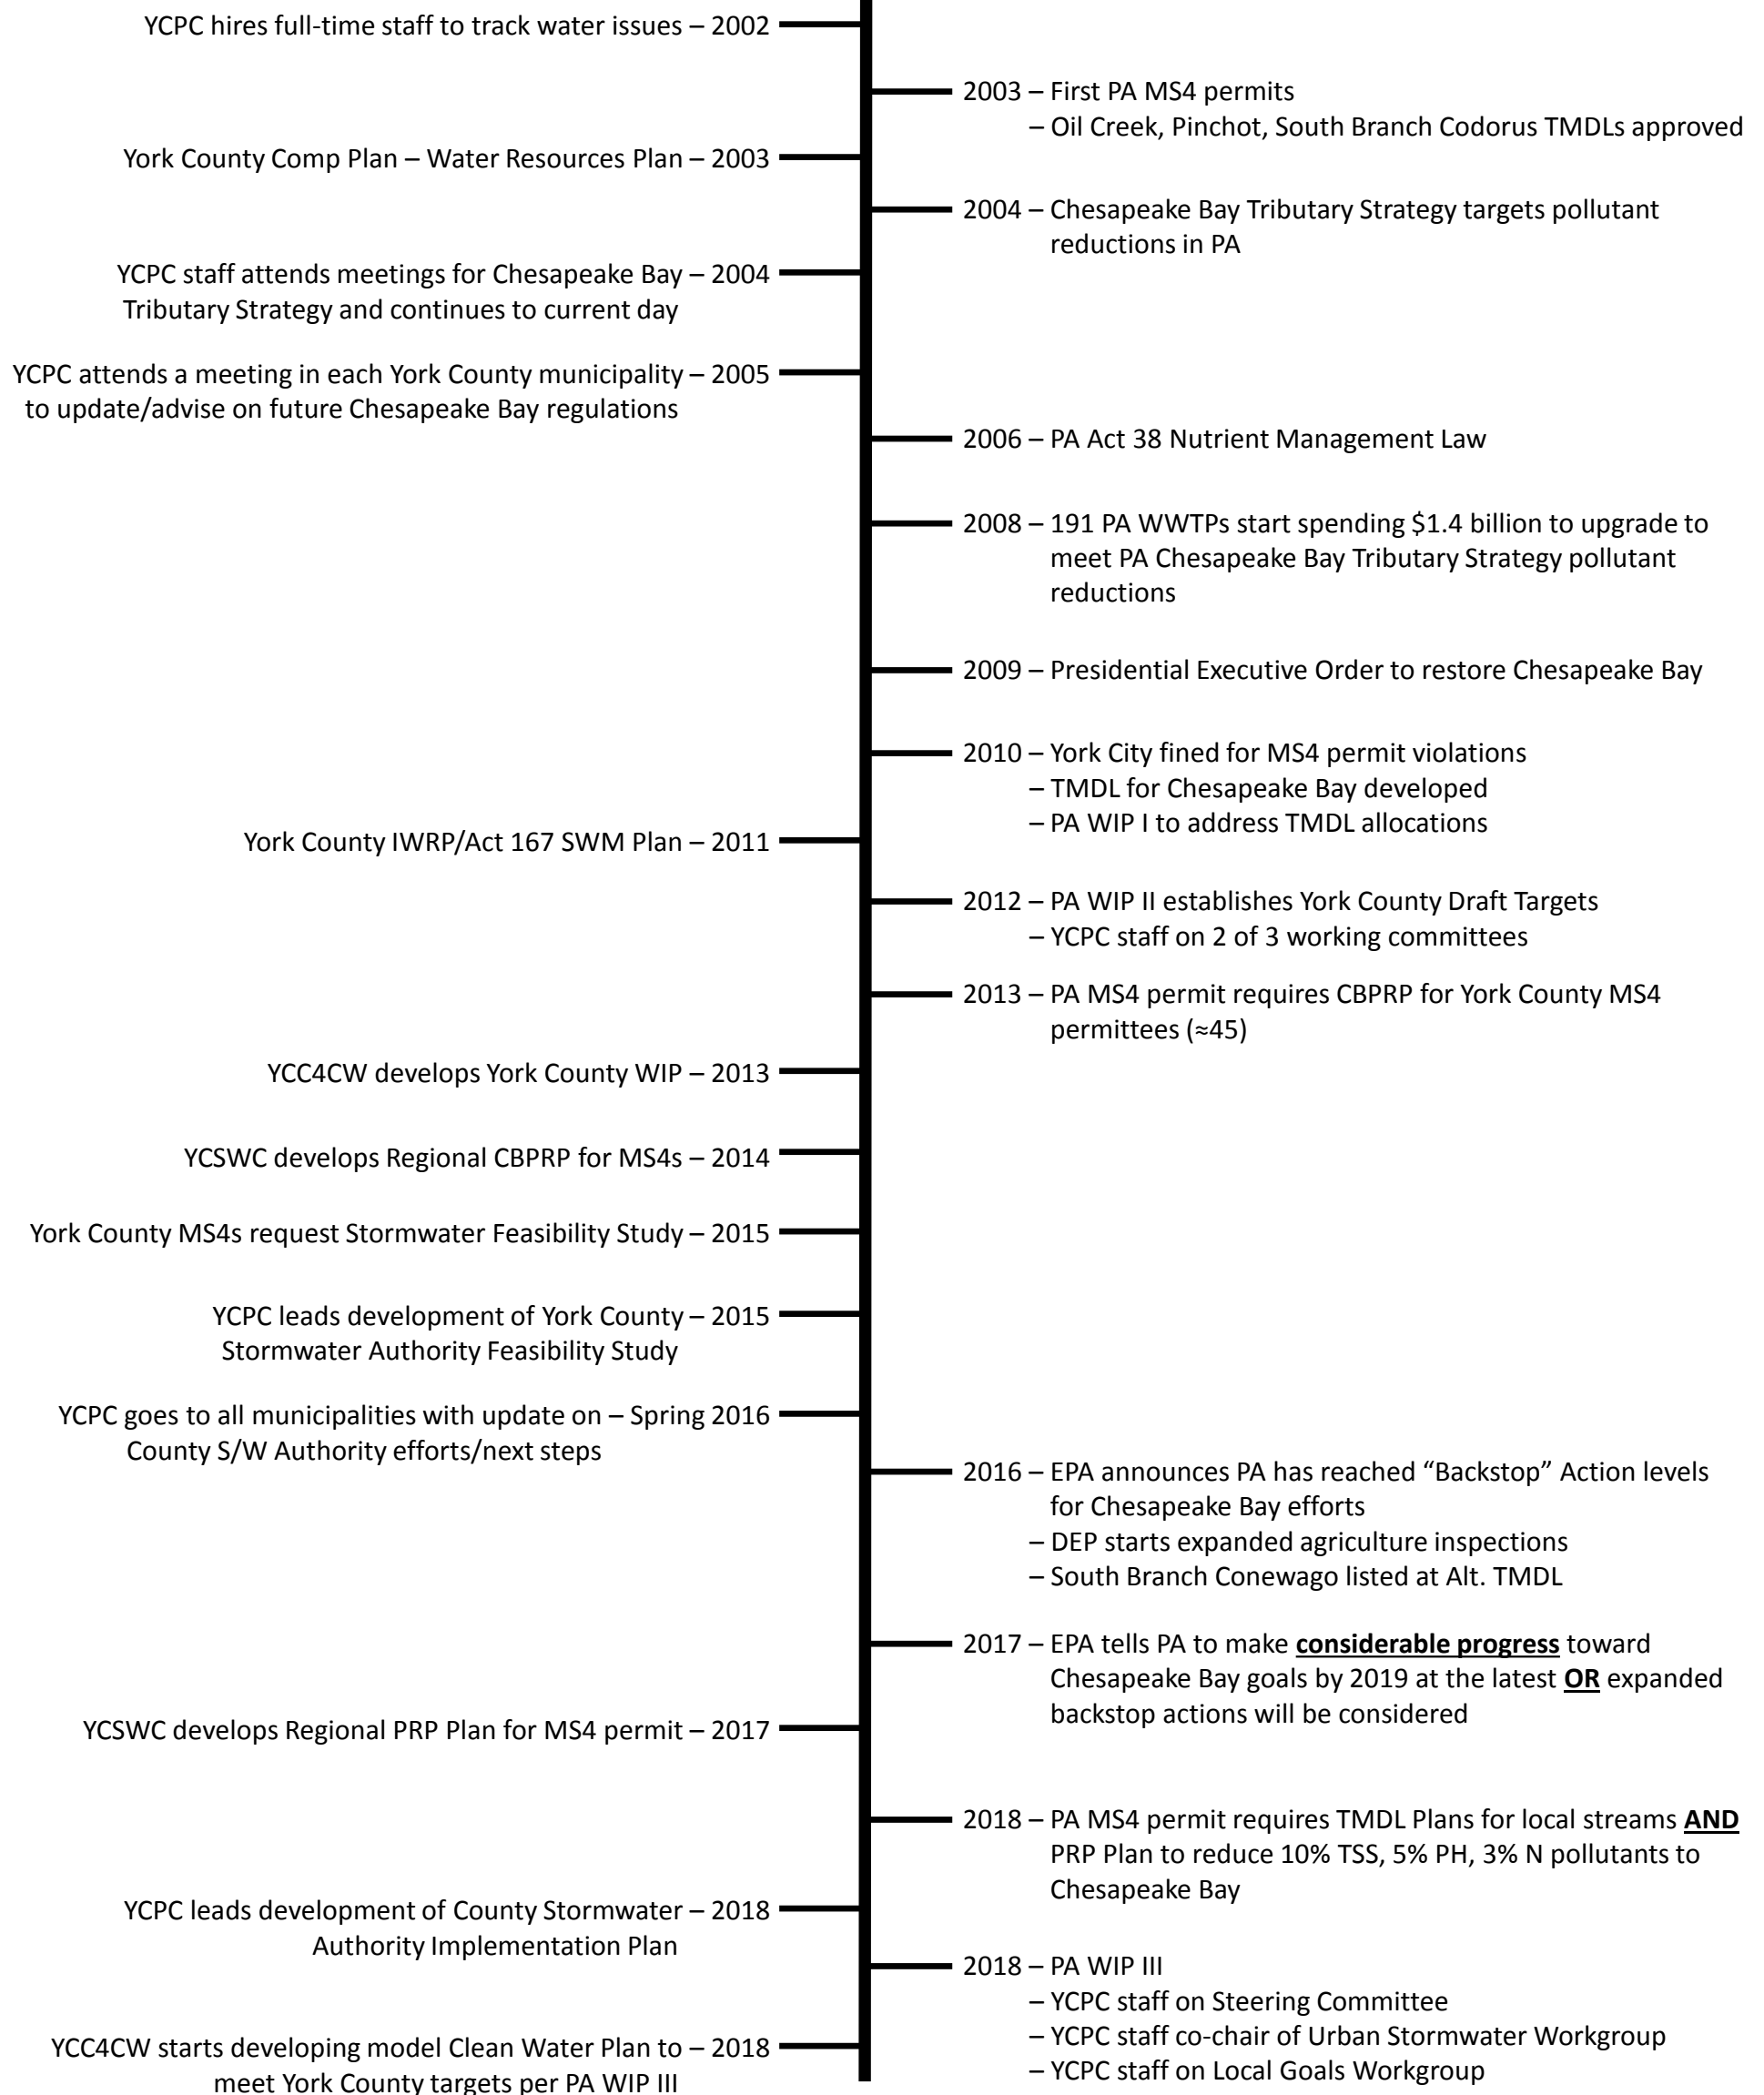 YCPC hires full-time staff to track water issues – 2002
2003 – First PA MS4 permits
– Oil Creek, Pinchot, South Branch Codorus TMDLs approved
York County Comp Plan – Water Resources Plan – 2003
2004 – Chesapeake Bay Tributary Strategy targets pollutant
reductions in PA
YCPC staff attends meetings for Chesapeake Bay – 2004
Tributary Strategy and continues to current day
YCPC attends a meeting in each York County municipality – 2005
to update/advise on future Chesapeake Bay regulations
2006 – PA Act 38 Nutrient Management Law
2008 – 191 PA WWTPs start spending $1.4 billion to upgrade to
meet PA Chesapeake Bay Tributary Strategy pollutant
reductions
2009 – Presidential Executive Order to restore Chesapeake Bay
2010 – York City fined for MS4 permit violations
– TMDL for Chesapeake Bay developed
– PA WIP I to address TMDL allocations
York County IWRP/Act 167 SWM Plan – 2011
2012 – PA WIP II establishes York County Draft Targets
– YCPC staff on 2 of 3 working committees
2013 – PA MS4 permit requires CBPRP for York County MS4
permittees (≈45)
YCC4CW develops York County WIP – 2013
YCSWC develops Regional CBPRP for MS4s – 2014
York County MS4s request Stormwater Feasibility Study – 2015
YCPC leads development of York County – 2015
Stormwater Authority Feasibility Study
YCPC goes to all municipalities with update on – Spring 2016
County S/W Authority efforts/next steps
2016 – EPA announces PA has reached “Backstop” Action levels
for Chesapeake Bay efforts
– DEP starts expanded agriculture inspections
– South Branch Conewago listed at Alt. TMDL
2017 – EPA tells PA to make considerable progress toward
Chesapeake Bay goals by 2019 at the latest OR expanded
backstop actions will be considered
YCSWC develops Regional PRP Plan for MS4 permit – 2017
2018 – PA MS4 permit requires TMDL Plans for local streams AND
PRP Plan to reduce 10% TSS, 5% PH, 3% N pollutants to
Chesapeake Bay
YCPC leads development of County Stormwater – 2018
Authority Implementation Plan
2018 – PA WIP III
– YCPC staff on Steering Committee
– YCPC staff co-chair of Urban Stormwater Workgroup
– YCPC staff on Local Goals Workgroup
YCC4CW starts developing model Clean Water Plan to – 2018
meet York County targets per PA WIP III